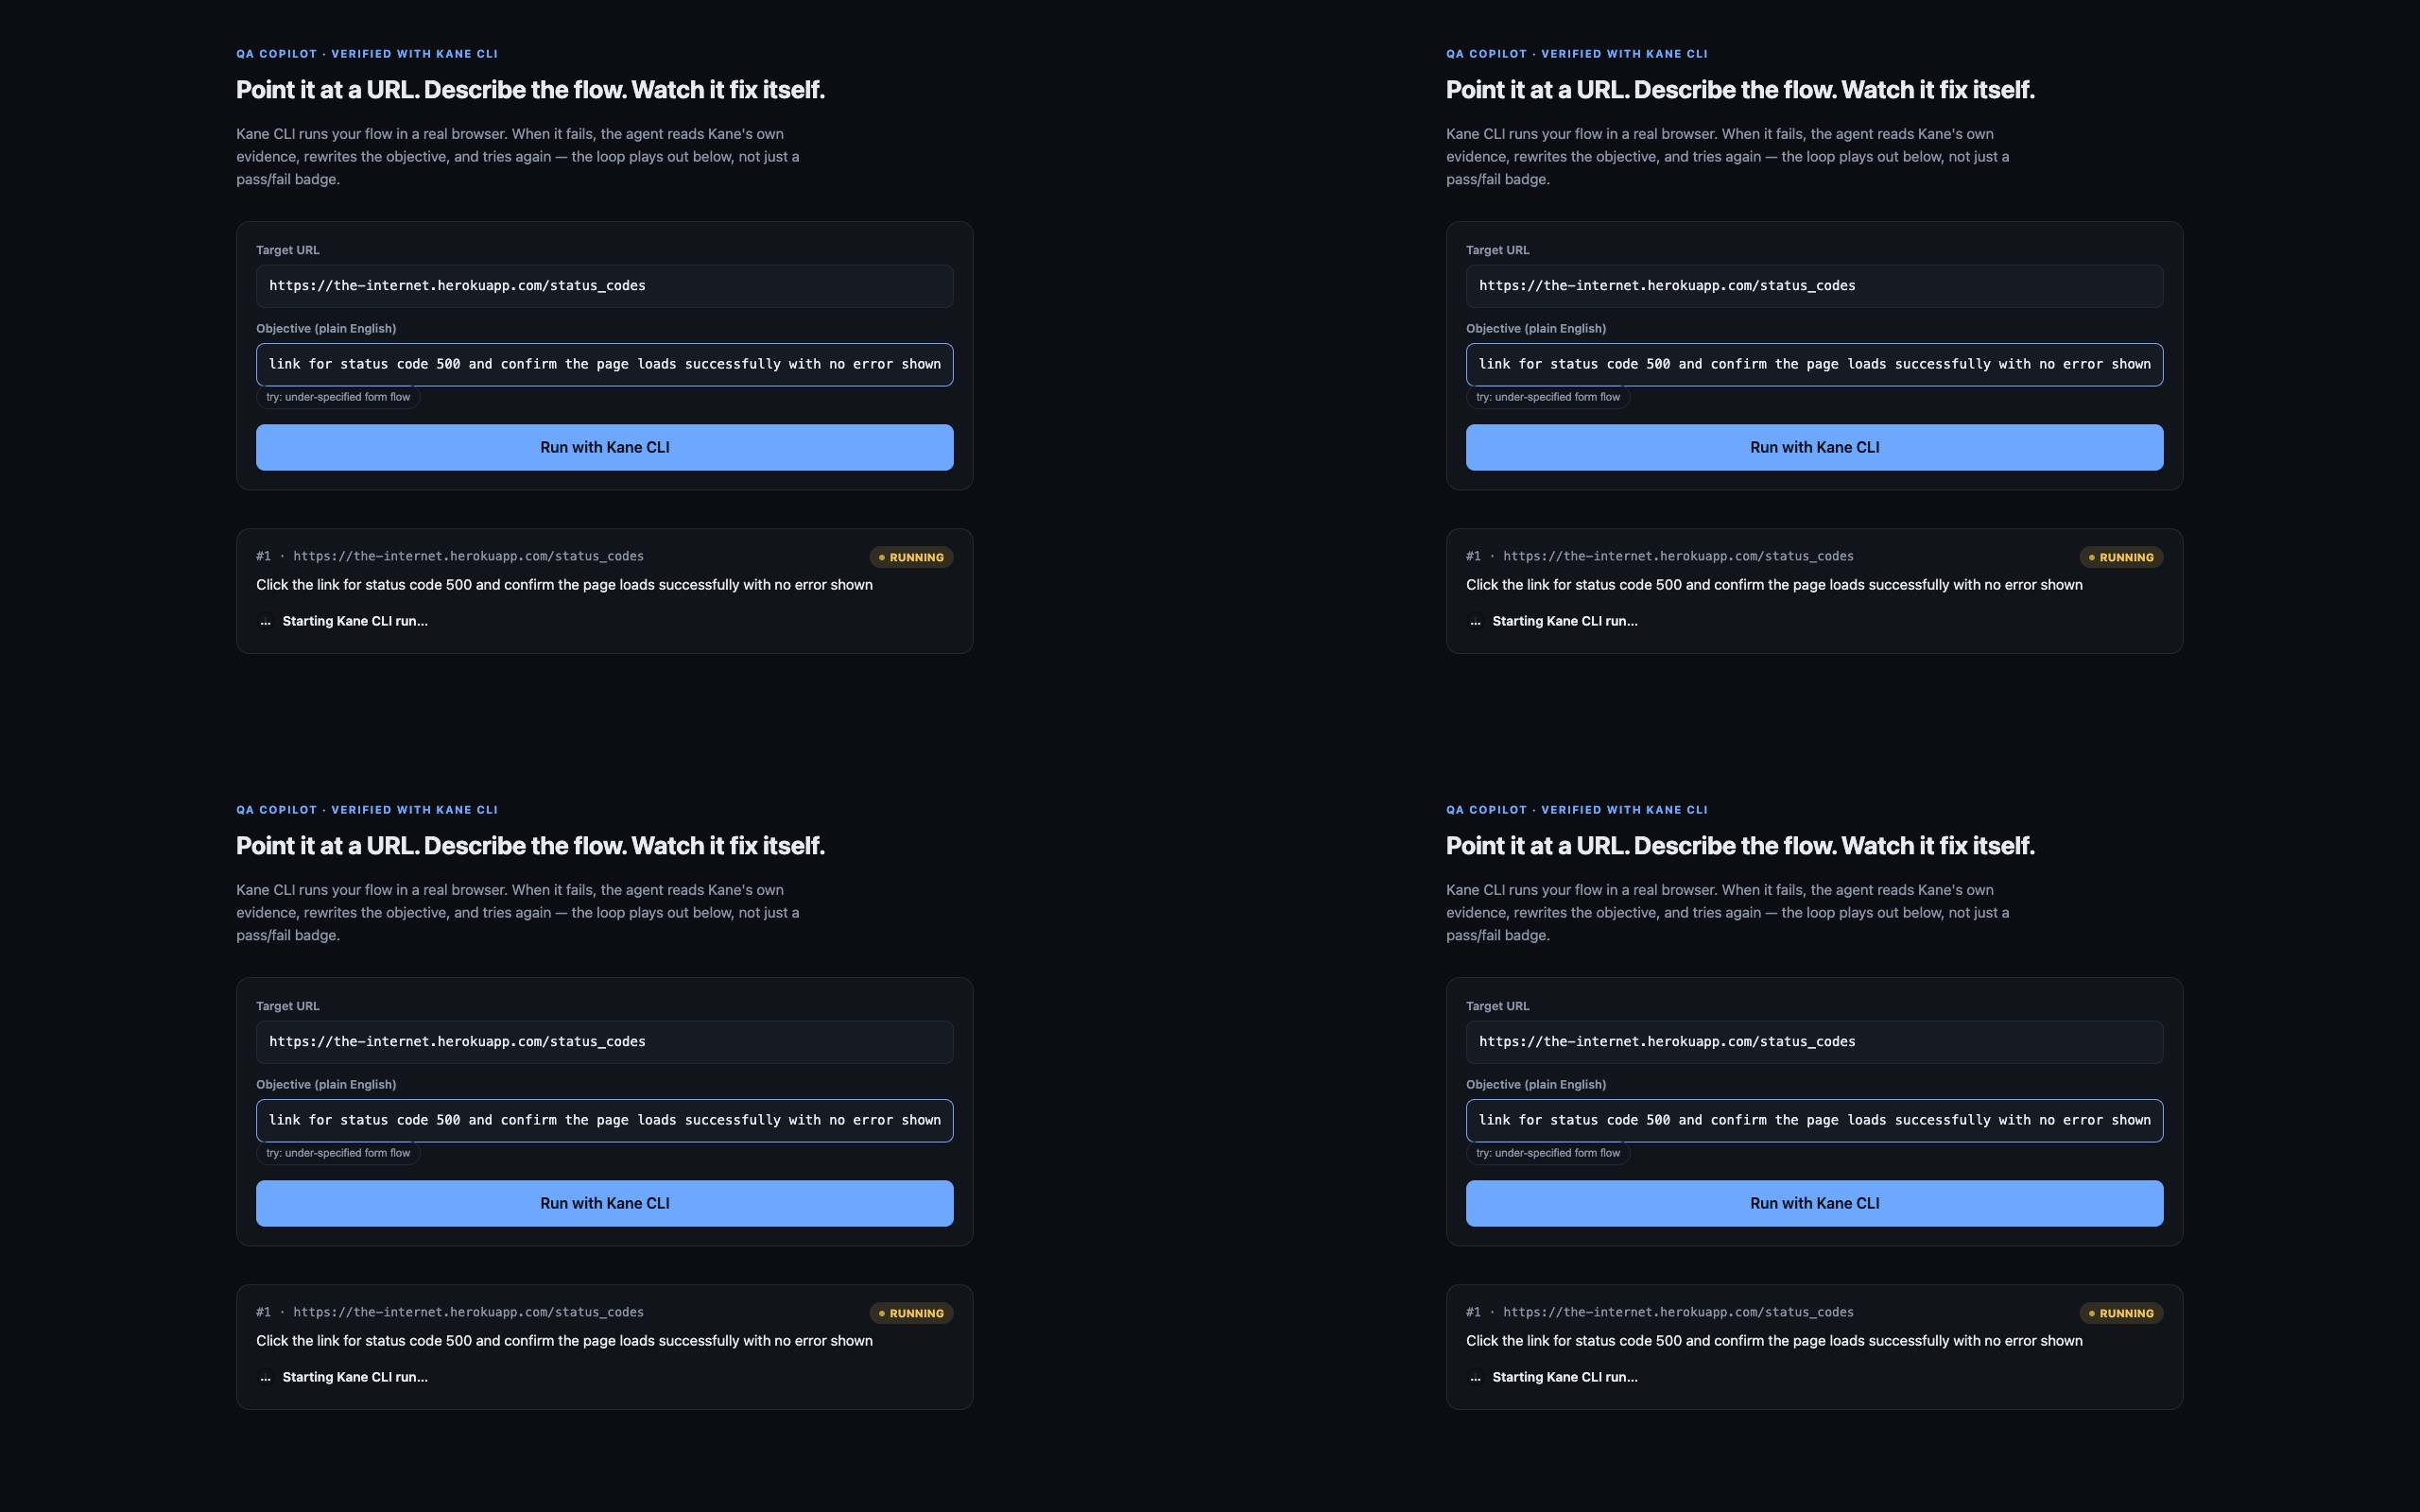 QA COPILOT · VERIFIED WITH KANE CLI
Point it at a URL. Describe the flow. Watch it fix itself.
Kane CLI runs your flow in a real browser. When it fails, the agent reads Kane's own
evidence, rewrites the objective, and tries again — the loop plays out below, not just a
pass/fail badge.
Target URL
https://the-internet.herokuapp.com/status_codes
Objective (plain English)
link for status code 500 and confirm the page loads successfully with no error shown
try: under-specified form flow
Run with Kane CLI
#1 · https://the-internet.herokuapp.com/status_codes
RUNNING
Click the link for status code 500 and confirm the page loads successfully with no error shown
... Starting Kane CLI run...
QA COPILOT · VERIFIED WITH KANE CLI
Point it at a URL. Describe the flow. Watch it fix itself.
Kane CLI runs your flow in a real browser. When it fails, the agent reads Kane's own
evidence, rewrites the objective, and tries again — the loop plays out below, not just a
pass/fail badge.
Target URL
https://the-internet.herokuapp.com/status_codes
Objective (plain English)
link for status code 500 and confirm the page loads successfully with no error shown
try: under-specified form flow
Run with Kane CLI
#1 · https://the-internet.herokuapp.com/status_codes
RUNNING
Click the link for status code 500 and confirm the page loads successfully with no error shown
... Starting Kane CLI run...
QA COPILOT · VERIFIED WITH KANE CLI
Point it at a URL. Describe the flow. Watch it fix itself.
Kane CLI runs your flow in a real browser. When it fails, the agent reads Kane's own
evidence, rewrites the objective, and tries again — the loop plays out below, not just a
pass/fail badge.
Target URL
https://the-internet.herokuapp.com/status_codes
Objective (plain English)
link for status code 500 and confirm the page loads successfully with no error shown
try: under-specified form flow
Run with Kane CLI
#1 · https://the-internet.herokuapp.com/status_codes
RUNNING
Click the link for status code 500 and confirm the page loads successfully with no error shown
... Starting Kane CLI run...
QA COPILOT · VERIFIED WITH KANE CLI
Point it at a URL. Describe the flow. Watch it fix itself.
Kane CLI runs your flow in a real browser. When it fails, the agent reads Kane's own
evidence, rewrites the objective, and tries again — the loop plays out below, not just a
pass/fail badge.
Target URL
https://the-internet.herokuapp.com/status_codes
Objective (plain English)
link for status code 500 and confirm the page loads successfully with no error shown
try: under-specified form flow
Run with Kane CLI
#1 · https://the-internet.herokuapp.com/status_codes
RUNNING
Click the link for status code 500 and confirm the page loads successfully with no error shown
... Starting Kane CLI run...